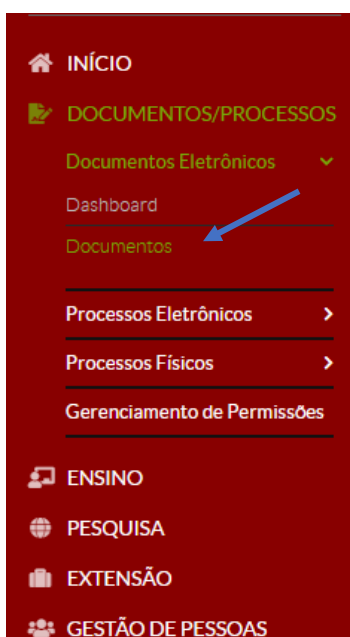 INÍCIO
DOCUMENTOS/PROCESSOS
Documentos Eletrônicos
Dashboard
Documentos
Processos Eletrônicos
Processos Físicos
Gerenciamento de Permissões
ENSINO
PESQUISA
EXTENSÃO
GESTÃO DE PESSOAS